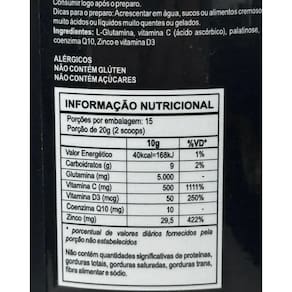 Consumir logo após o preparo.
Dicas para o preparo: Acrescentar em água, sucos ou alimentos cremosos
muito ácidos ou líquidos muito quentes ou gelados.
Ingredientes: L-Glutamina, vitamina C (ácido ascórbico), palatinose,
coenzima Q10, Zinco e vitamina D3
ALÉRGICOS
NÃO CONTÉM GLÚTEN
NÃO CONTÉM AÇÚCARES
INFORMAÇÃO NUTRICIONAL
Porções por embalagem: 15
Porção de 20g (2 scoops)
10g %VD*
Valor Energético 40kcal=168kJ 1%
Carboidratos (g) 9 2%
Glutamina (mg) 5.000 -
Vitamina C (mg) 500 1111%
Vitamina D3 (mcg) 50 250%
Coenzima Q10 (mg) 10 -
Zinco (mg) 29,5 422%
* porcentual de valores diários fornecidos pela
porção não estabelecidos
Não contém quantidades significativas de proteínas,
gorduras totais, gorduras saturadas, gorduras trans,
fibra alimentar e sódio.